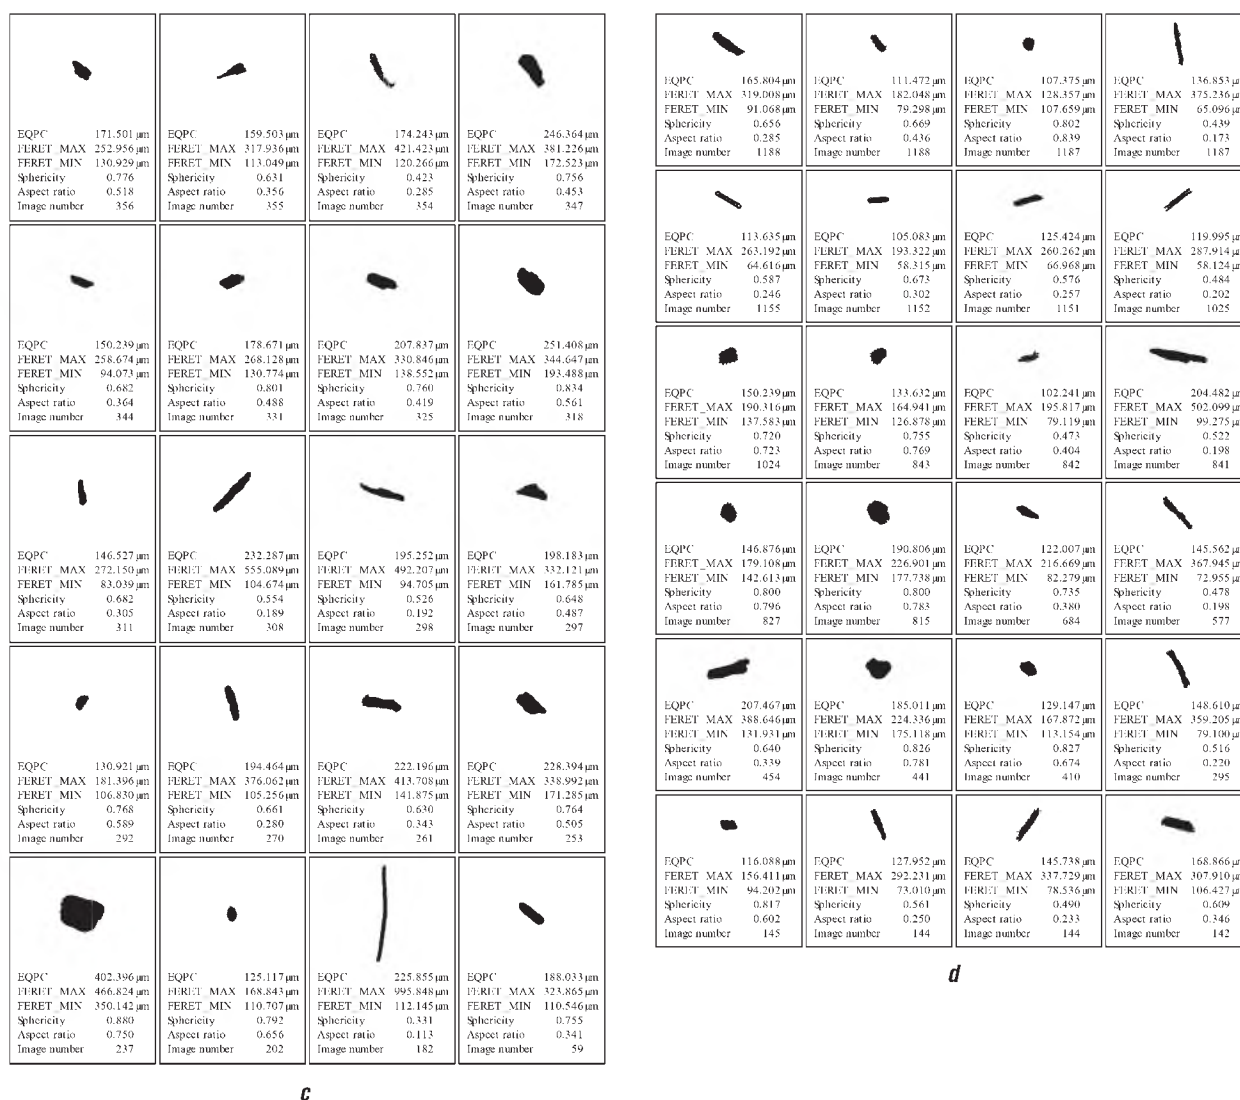 EQPC 171.501 µm
FERET_MAX 252.956 µm
FERET_MIN 130.929 µm
Sphericity 0.776
Aspect ratio 0.518
Image number 356
EQPC 159.503 µm
FERET_MAX 317.936 µm
FERET_MIN 113.049 µm
Sphericity 0.631
Aspect ratio 0.356
Image number 355
EQPC 174.243 µm
FERET_MAX 421.423 µm
FERET_MIN 120.266 µm
Sphericity 0.423
Aspect ratio 0.285
Image number 354
EQPC 246.364 µm
FERET_MAX 381.226 µm
FERET_MIN 172.523 µm
Sphericity 0.756
Aspect ratio 0.453
Image number 347
EQPC 150.239 µm
FERET_MAX 258.674 µm
FERET_MIN 94.073 µm
Sphericity 0.682
Aspect ratio 0.364
Image number 344
EQPC 178.671 µm
FERET_MAX 268.128 µm
FERET_MIN 130.774 µm
Sphericity 0.801
Aspect ratio 0.488
Image number 331
EQPC 207.837 µm
FERET_MAX 330.846 µm
FERET_MIN 138.552 µm
Sphericity 0.760
Aspect ratio 0.419
Image number 325
EQPC 251.408 µm
FERET_MAX 344.647 µm
FERET_MIN 193.488 µm
Sphericity 0.834
Aspect ratio 0.561
Image number 318
EQPC 146.527 µm
FERET_MAX 272.150 µm
FERET_MIN 83.039 µm
Sphericity 0.682
Aspect ratio 0.305
Image number 311
EQPC 232.287 µm
FERET_MAX 555.089 µm
FERET_MIN 104.674 µm
Sphericity 0.554
Aspect ratio 0.189
Image number 308
EQPC 195.252 µm
FERET_MAX 492.207 µm
FERET_MIN 94.705 µm
Sphericity 0.526
Aspect ratio 0.192
Image number 298
EQPC 198.183 µm
FERET_MAX 332.121 µm
FERET_MIN 161.785 µm
Sphericity 0.648
Aspect ratio 0.487
Image number 297
EQPC 130.921 µm
FERET_MAX 181.396 µm
FERET_MIN 106.830 µm
Sphericity 0.768
Aspect ratio 0.589
Image number 292
EQPC 194.464 µm
FERET_MAX 376.062 µm
FERET_MIN 105.256 µm
Sphericity 0.661
Aspect ratio 0.280
Image number 270
EQPC 222.196 µm
FERET_MAX 413.708 µm
FERET_MIN 141.875 µm
Sphericity 0.630
Aspect ratio 0.343
Image number 261
EQPC 228.394 µm
FERET_MAX 338.992 µm
FERET_MIN 171.285 µm
Sphericity 0.764
Aspect ratio 0.505
Image number 253
EQPC 402.396 µm
FERET_MAX 466.824 µm
FERET_MIN 350.142 µm
Sphericity 0.880
Aspect ratio 0.750
Image number 237
EQPC 125.117 µm
FERET_MAX 168.843 µm
FERET_MIN 110.707 µm
Sphericity 0.792
Aspect ratio 0.656
Image number 202
EQPC 225.855 µm
FERET_MAX 995.848 µm
FERET_MIN 112.145 µm
Sphericity 0.331
Aspect ratio 0.113
Image number 182
EQPC 188.033 µm
FERET_MAX 323.865 µm
FERET_MIN 110.546 µm
Sphericity 0.755
Aspect ratio 0.341
Image number 59
c
EQPC 165.804 µm
FERET_MAX 319.008 µm
FERET_MIN 91.068 µm
Sphericity 0.656
Aspect ratio 0.285
Image number 1188
EQPC 111.472 µm
FERET_MAX 182.048 µm
FERET_MIN 79.298 µm
Sphericity 0.669
Aspect ratio 0.436
Image number 1188
EQPC 107.375 µm
FERET_MAX 128.357 µm
FERET_MIN 107.659 µm
Sphericity 0.802
Aspect ratio 0.839
Image number 1187
EQPC 136.853 µm
FERET_MAX 375.236 µm
FERET_MIN 65.096 µm
Sphericity 0.439
Aspect ratio 0.173
Image number 1187
EQPC 113.635 µm
FERET_MAX 263.192 µm
FERET_MIN 64.616 µm
Sphericity 0.587
Aspect ratio 0.246
Image number 1155
EQPC 105.083 µm
FERET_MAX 193.322 µm
FERET_MIN 58.315 µm
Sphericity 0.673
Aspect ratio 0.302
Image number 1152
EQPC 125.424 µm
FERET_MAX 260.262 µm
FERET_MIN 66.968 µm
Sphericity 0.576
Aspect ratio 0.257
Image number 1151
EQPC 119.995 µm
FERET_MAX 287.914 µm
FERET_MIN 58.124 µm
Sphericity 0.484
Aspect ratio 0.202
Image number 1025
EQPC 150.239 µm
FERET_MAX 190.316 µm
FERET_MIN 137.583 µm
Sphericity 0.720
Aspect ratio 0.723
Image number 1024
EQPC 133.632 µm
FERET_MAX 164.941 µm
FERET_MIN 126.878 µm
Sphericity 0.755
Aspect ratio 0.769
Image number 843
EQPC 102.241 µm
FERET_MAX 195.817 µm
FERET_MIN 79.119 µm
Sphericity 0.473
Aspect ratio 0.404
Image number 842
EQPC 204.482 µm
FERET_MAX 502.099 µm
FERET_MIN 99.275 µm
Sphericity 0.522
Aspect ratio 0.198
Image number 841
EQPC 146.876 µm
FERET_MAX 179.108 µm
FERET_MIN 142.613 µm
Sphericity 0.800
Aspect ratio 0.796
Image number 827
EQPC 190.806 µm
FERET_MAX 226.901 µm
FERET_MIN 177.738 µm
Sphericity 0.800
Aspect ratio 0.783
Image number 815
EQPC 122.007 µm
FERET_MAX 216.669 µm
FERET_MIN 82.279 µm
Sphericity 0.735
Aspect ratio 0.380
Image number 684
EQPC 145.562 µm
FERET_MAX 367.945 µm
FERET_MIN 72.955 µm
Sphericity 0.478
Aspect ratio 0.198
Image number 577
EQPC 207.467 µm
FERET_MAX 388.646 µm
FERET_MIN 131.931 µm
Sphericity 0.640
Aspect ratio 0.339
Image number 454
EQPC 185.011 µm
FERET_MAX 224.336 µm
FERET_MIN 175.118 µm
Sphericity 0.826
Aspect ratio 0.781
Image number 441
EQPC 129.147 µm
FERET_MAX 167.872 µm
FERET_MIN 113.154 µm
Sphericity 0.827
Aspect ratio 0.674
Image number 410
EQPC 148.610 µm
FERET_MAX 359.205 µm
FERET_MIN 79.100 µm
Sphericity 0.516
Aspect ratio 0.220
Image number 295
EQPC 116.088 µm
FERET_MAX 156.411 µm
FERET_MIN 94.202 µm
Sphericity 0.817
Aspect ratio 0.602
Image number 145
EQPC 127.952 µm
FERET_MAX 292.231 µm
FERET_MIN 73.010 µm
Sphericity 0.561
Aspect ratio 0.250
Image number 144
EQPC 145.738 µm
FERET_MAX 337.729 µm
FERET_MIN 78.536 µm
Sphericity 0.490
Aspect ratio 0.233
Image number 144
EQPC 168.866 µm
FERET_MAX 307.910 µm
FERET_MIN 106.427 µm
Sphericity 0.609
Aspect ratio 0.346
Image number 142
d